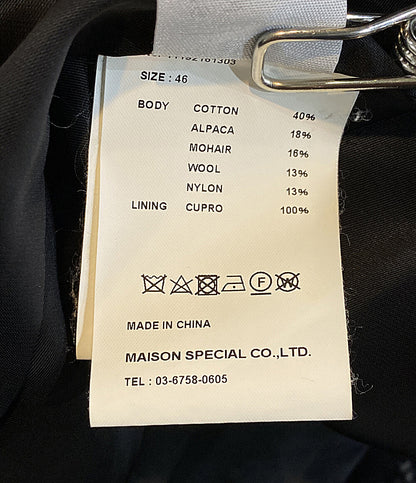 SIZE : 46
BODY COTTON 40%
ALPACA 18%
MOHAIR 16%
WOOL 13%
NYLON 13%
LINING CUPRO 100%
F
W
MADE IN CHINA
MAISON SPECIAL CO.,LTD.
TEL : 03-6758-0605